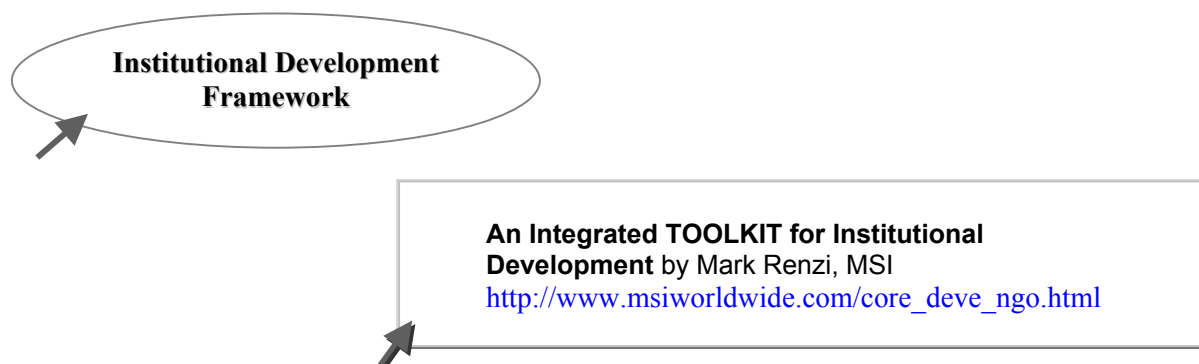 Institutional Development
Framework
An Integrated TOOLKIT for Institutional
Development by Mark Renzi, MSI
http://www.msiworldwide.com/core_deve_ngo.html